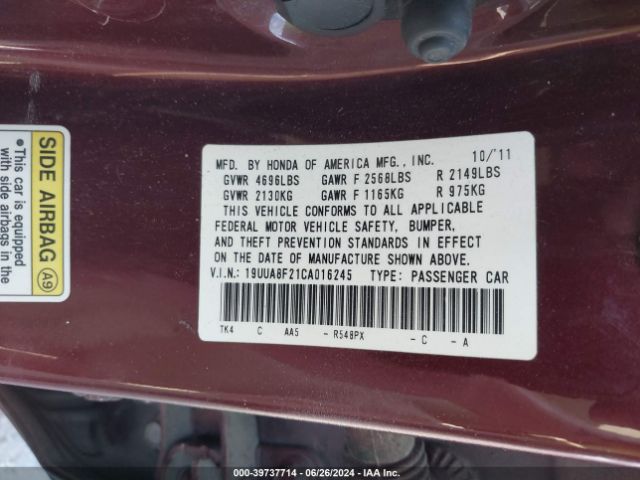 MFD. BY HONDA OF AMERICA MFG., INC. 10/'11
GVWR 4696LBS GAWR F 2568LBS R 2149LBS
GVWR 2130KG GAWR F 1165KG R 975KG
THIS VEHICLE CONFORMS TO ALL APPLICABLE
FEDERAL MOTOR VEHICLE SAFETY, BUMPER,
AND THEFT PREVENTION STANDARDS IN EFFECT
ON THE DATE OF MANUFACTURE SHOWN ABOVE.
V.I.N.: 19UUA8F21CA016245 TYPE: PASSENGER CAR
TK4 C AA5 - R548PX - C - A
SIDE AIRBAG A9
•This car is equipped
with side airbags in the
000-39737714 - 06/26/2024 - IAA Inc.